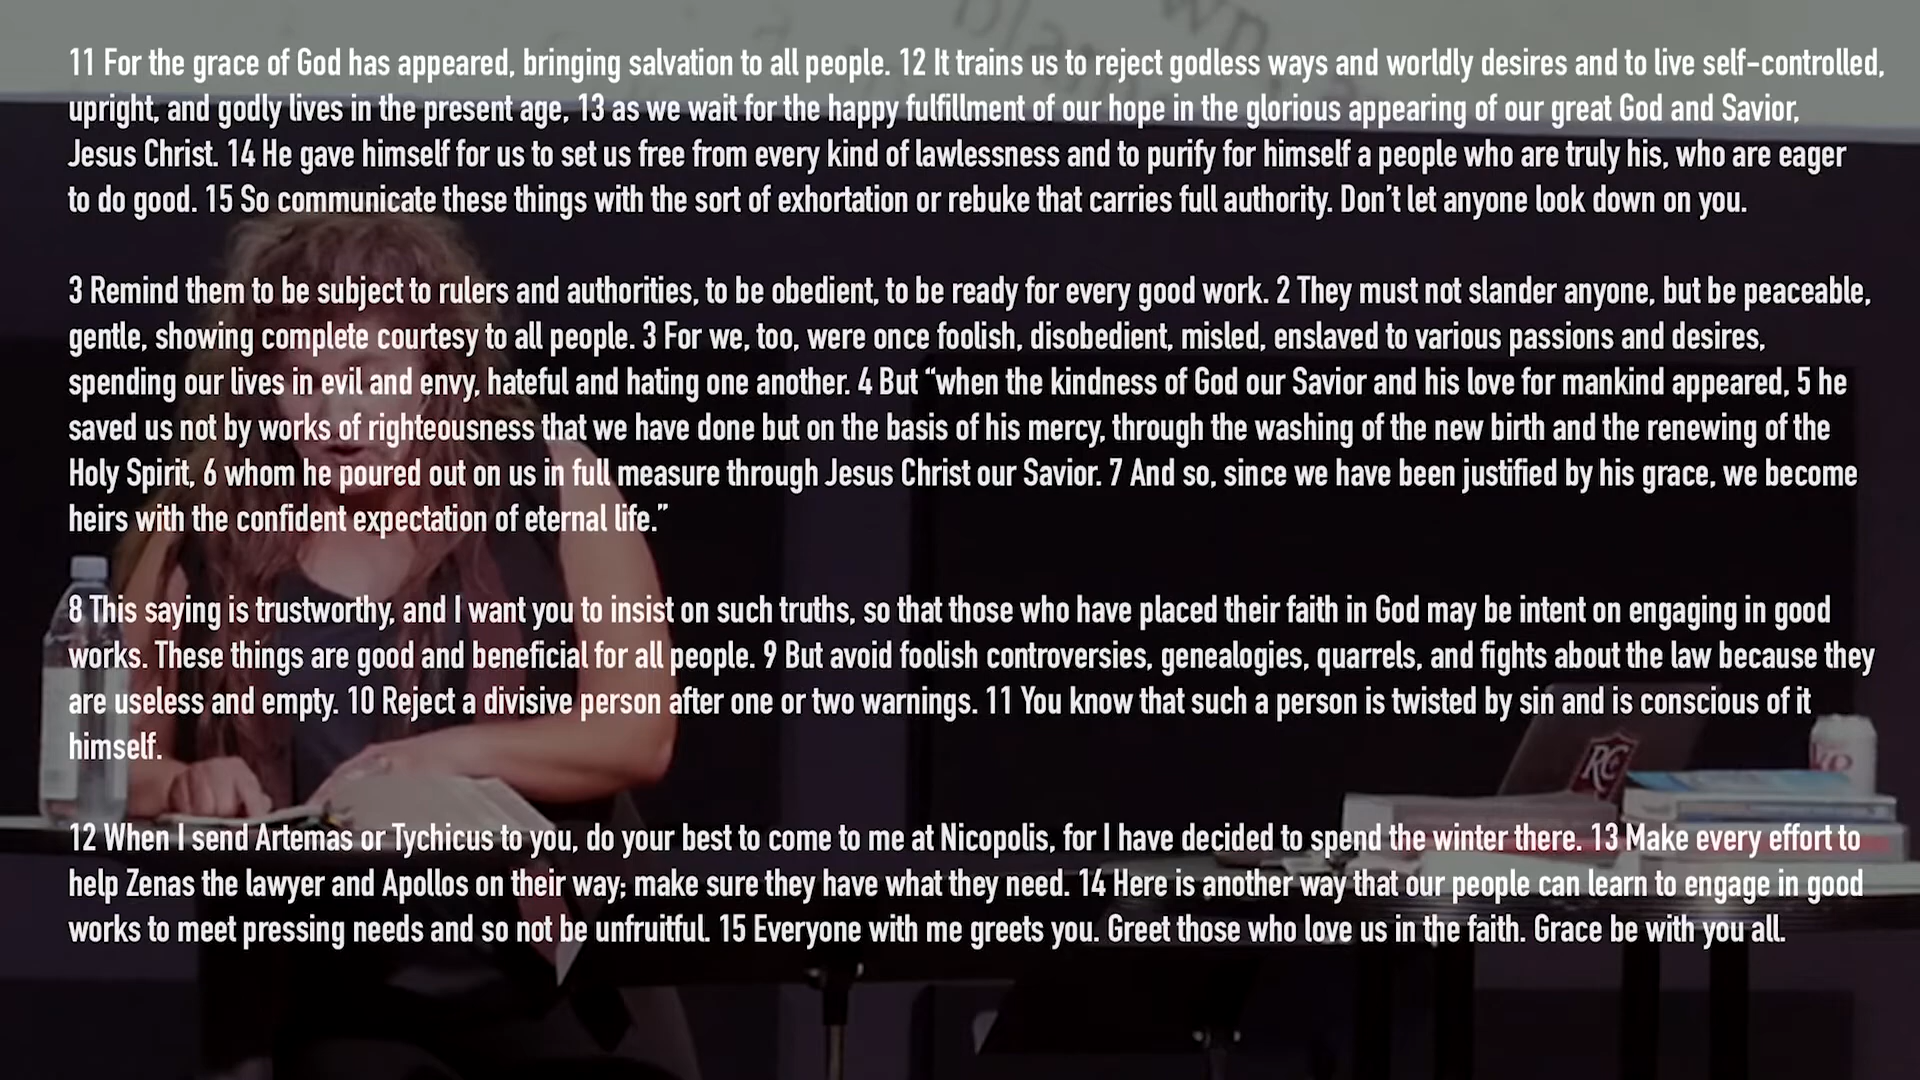 blank
own
11 For the grace of God has appeared, bringing salvation to all people. 12 It trains us to reject godless ways and worldly desires and to live self-controlled,
upright, and godly lives in the present age, 13 as we wait for the happy fulfillment of our hope in the glorious appearing of our great God and Savior,
Jesus Christ. 14 He gave himself for us to set us free from every kind of lawlessness and to purify for himself a people who are truly his, who are eager
to do good. 15 So communicate these things with the sort of exhortation or rebuke that carries full authority. Don’t let anyone look down on you.
3 Remind them to be subject to rulers and authorities, to be obedient, to be ready for every good work. 2 They must not slander anyone, but be peaceable,
gentle, showing complete courtesy to all people. 3 For we, too, were once foolish, disobedient, misled, enslaved to various passions and desires,
spending our lives in evil and envy, hateful and hating one another. 4 But “when the kindness of God our Savior and his love for mankind appeared, 5 he
saved us not by works of righteousness that we have done but on the basis of his mercy, through the washing of the new birth and the renewing of the
Holy Spirit, 6 whom he poured out on us in full measure through Jesus Christ our Savior. 7 And so, since we have been justified by his grace, we become
heirs with the confident expectation of eternal life.”
8 This saying is trustworthy, and I want you to insist on such truths, so that those who have placed their faith in God may be intent on engaging in good
works. These things are good and beneficial for all people. 9 But avoid foolish controversies, genealogies, quarrels, and fights about the law because they
are useless and empty. 10 Reject a divisive person after one or two warnings. 11 You know that such a person is twisted by sin and is conscious of it
himself.
RC
12 When I send Artemas or Tychicus to you, do your best to come to me at Nicopolis, for I have decided to spend the winter there. 13 Make every effort to
help Zenas the lawyer and Apollos on their way; make sure they have what they need. 14 Here is another way that our people can learn to engage in good
works to meet pressing needs and so not be unfruitful. 15 Everyone with me greets you. Greet those who love us in the faith. Grace be with you all.